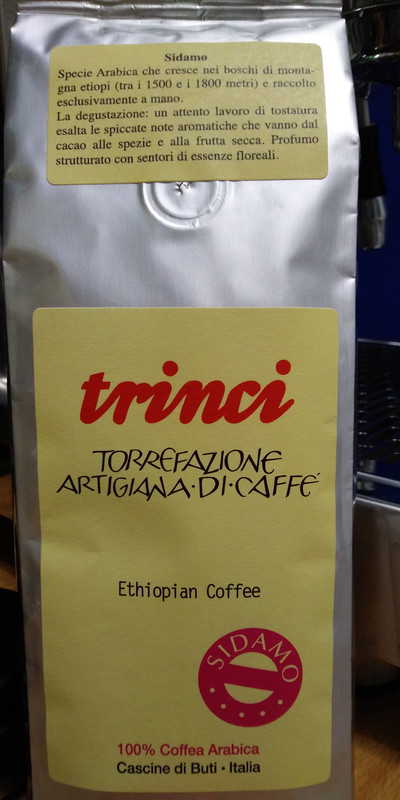 Sidamo
Specie Arabica che cresce nei boschi di monta-
gna etiopi (tra i 1500 e i 1800 metri) e raccolto
esclusivamente a mano.
La degustazione: un attento lavoro di tostatura
esalta le spiccate note aromatiche che vanno dal
cacao alle spezie e alla frutta secca. Profumo
strutturato con sentori di essenze floreali.
trinci
TORREFAZIONE
ARTIGIANA·DI·CAFFE´
Ethiopian Coffee
SIDAMO
100% Coffea Arabica
Cascine di Buti • Italia